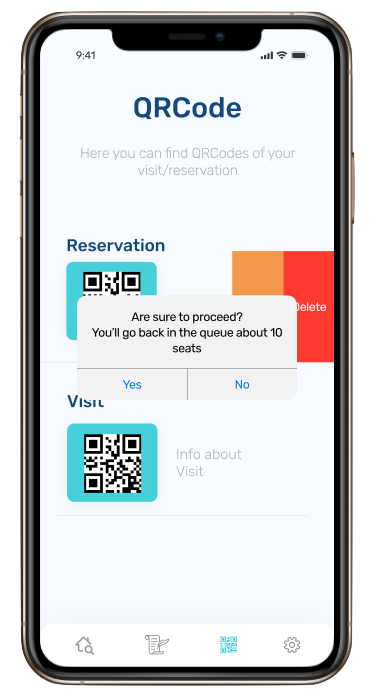 9:41
QRCode
Here you can find QRCodes of your
visit/reservation
Reservation
Delete
Are sure to proceed?
You'll go back in the queue about 10
seats
Yes
No
Visit
Info about
Visit